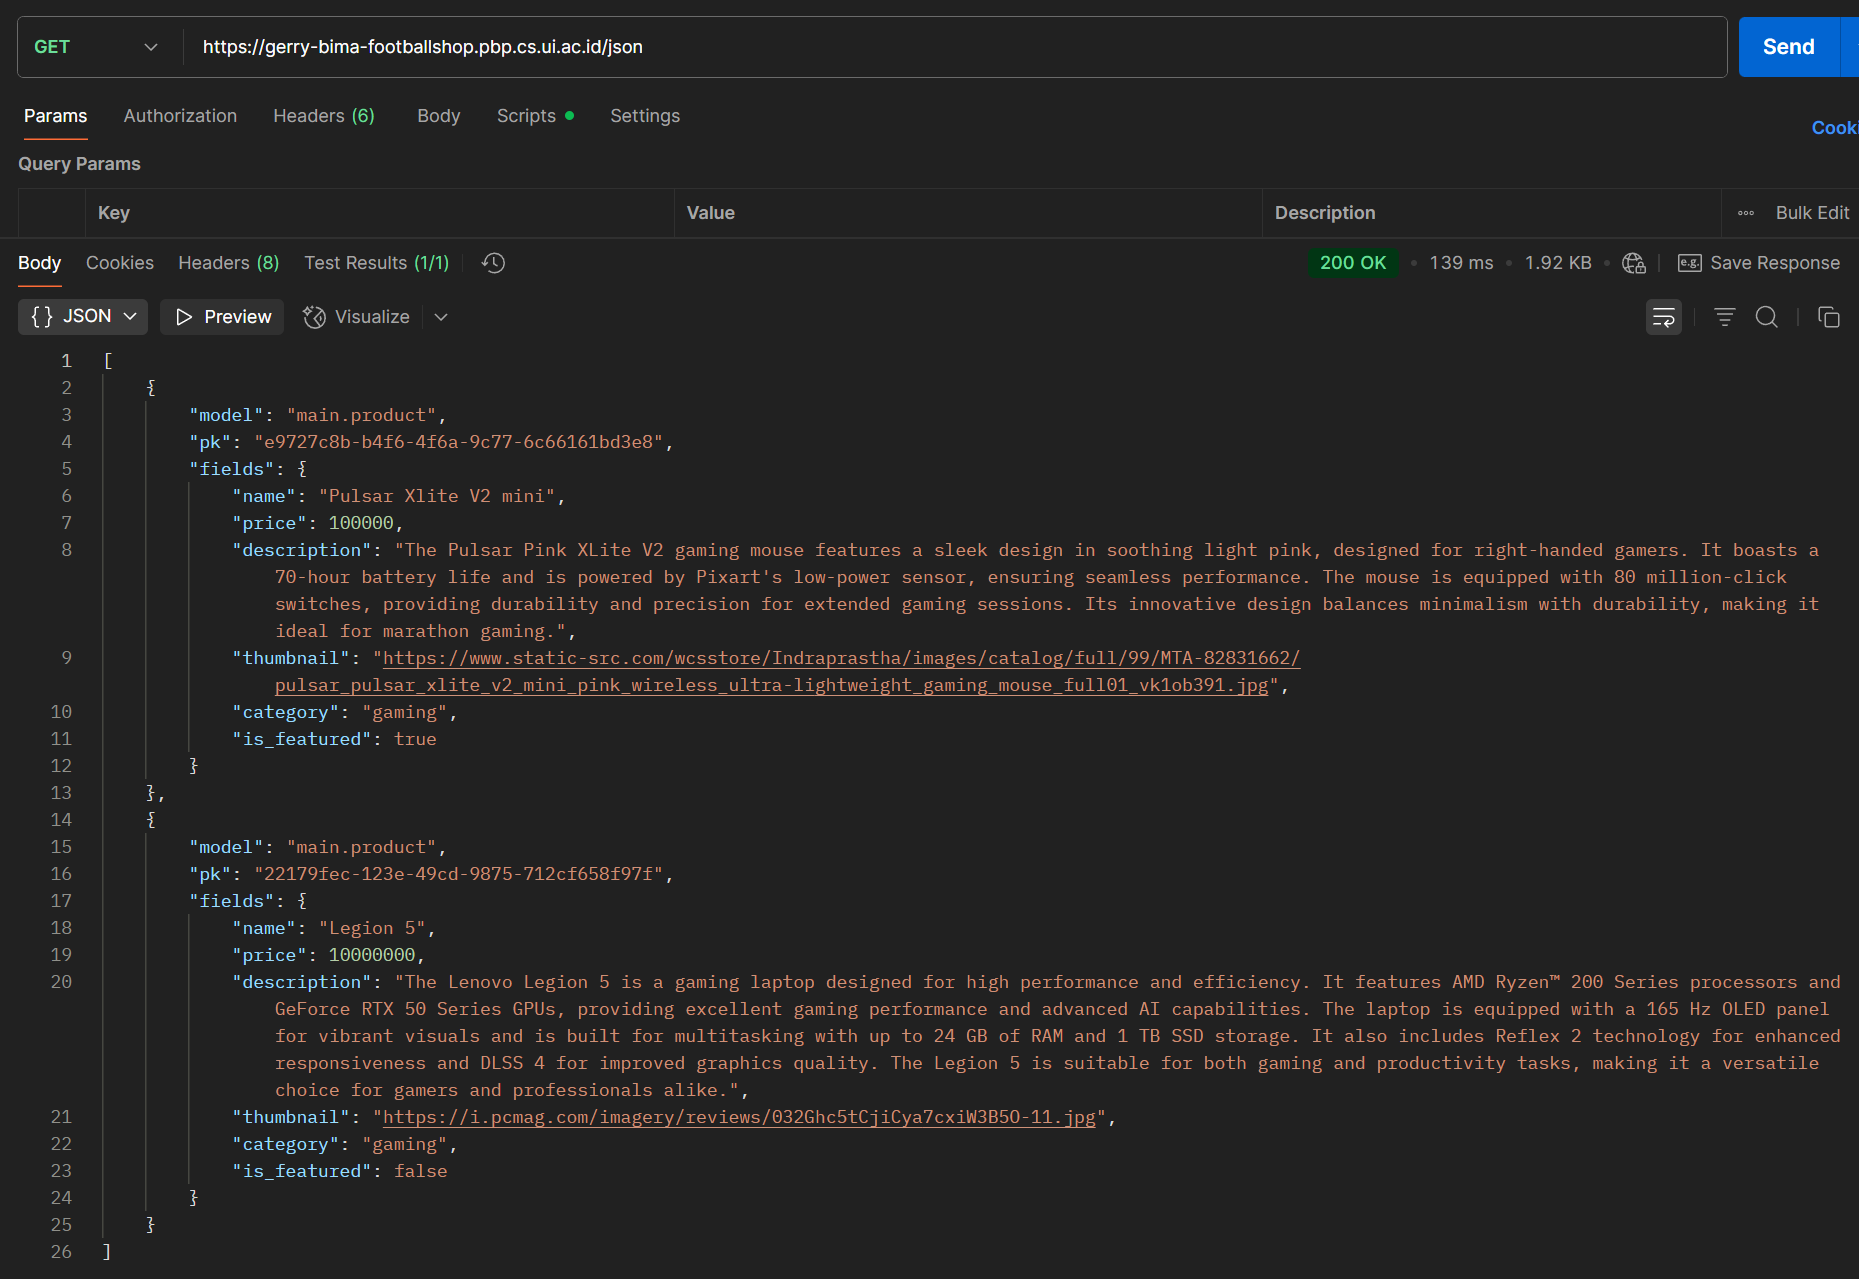 GET https://gerry-bima-footballshop.pbp.cs.ui.ac.id/json Send
Params Authorization Headers (6) Body Scripts Settings
Query Params
Key Value Description Bulk Edit
Body Cookies Headers (8) Test Results (1/1) 200 OK 139 ms 1.92 KB e.g. Save Response
{} JSON Preview Visualize
1 [
2 {
3 "model": "main.product",
4 "pk": "e9727c8b-b4f6-4f6a-9c77-6c66161bd3e8",
5 "fields": {
6 "name": "Pulsar Xlite V2 mini",
7 "price": 100000,
8 "description": "The Pulsar Pink XLite V2 gaming mouse features a sleek design in soothing light pink, designed for right-handed gamers. It boasts a
70-hour battery life and is powered by Pixart's low-power sensor, ensuring seamless performance. The mouse is equipped with 80 million-click
switches, providing durability and precision for extended gaming sessions. Its innovative design balances minimalism with durability, making it
ideal for marathon gaming.",
9 "thumbnail": "https://www.static-src.com/wcsstore/Indraprastha/images/catalog/full/99/MTA-82831662/
pulsar_pulsar_xlite_v2_mini_pink_wireless_ultra-lightweight_gaming_mouse_full01_vk1ob391.jpg",
10 "category": "gaming",
11 "is_featured": true
12 }
13 },
14 {
15 "model": "main.product",
16 "pk": "22179fec-123e-49cd-9875-712cf658f97f",
17 "fields": {
18 "name": "Legion 5",
19 "price": 10000000,
20 "description": "The Lenovo Legion 5 is a gaming laptop designed for high performance and efficiency. It features AMD Ryzen™ 200 Series processors and
GeForce RTX 50 Series GPUs, providing excellent gaming performance and advanced AI capabilities. The laptop is equipped with a 165 Hz OLED panel
for vibrant visuals and is built for multitasking with up to 24 GB of RAM and 1 TB SSD storage. It also includes Reflex 2 technology for enhanced
responsiveness and DLSS 4 for improved graphics quality. The Legion 5 is suitable for both gaming and productivity tasks, making it a versatile
choice for gamers and professionals alike.",
21 "thumbnail": "https://i.pcmag.com/imagery/reviews/032Ghc5tCjiCya7cxiW3B5O-11.jpg",
22 "category": "gaming",
23 "is_featured": false
24 }
25 }
26 ]